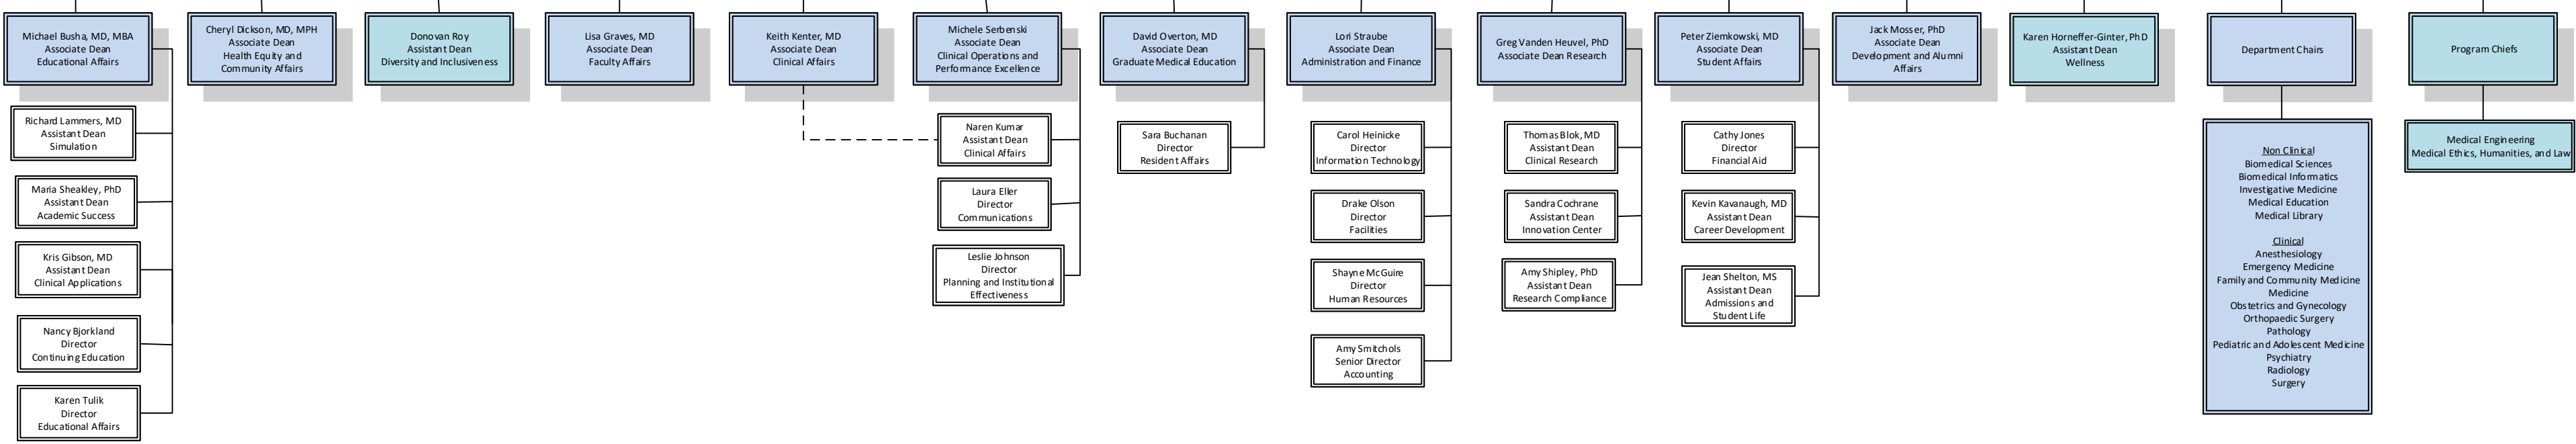 Michael Busha, MD, MBA
Associate Dean
Educational Affairs
Richard Lammers, MD
Assistant Dean
Simulation
Maria Sheakley, PhD
Assistant Dean
Academic Success
Kris Gibson, MD
Assistant Dean
Clinical Applications
Nancy Bjorkland
Director
Continuing Education
Karen Tulik
Director
Educational Affairs
Cheryl Dickson, MD, MPH
Associate Dean
Health Equity and
Community Affairs
Donovan Roy
Assistant Dean
Diversity and Inclusiveness
Lisa Graves, MD
Associate Dean
Faculty Affairs
Keith Kenter, MD
Associate Dean
Clinical Affairs
Michele Serbenski
Associate Dean
Clinical Operations and
Performance Excellence
Naren Kumar
Assistant Dean
Clinical Affairs
Laura Eller
Director
Communications
Leslie Johnson
Director
Planning and Institutional
Effectiveness
David Overton, MD
Associate Dean
Graduate Medical Education
Sara Buchanan
Director
Resident Affairs
Lori Straube
Associate Dean
Administration and Finance
Carol Heinicke
Director
Information Technology
Drake Olson
Director
Facilities
Shayne McGuire
Director
Human Resources
Amy Smitchols
Senior Director
Accounting
Greg Vanden Heuvel, PhD
Associate Dean Research
Thomas Blok, MD
Assistant Dean
Clinical Research
Sandra Cochrane
Assistant Dean
Innovation Center
Amy Shipley, PhD
Assistant Dean
Research Compliance
Peter Ziemkowski, MD
Associate Dean
Student Affairs
Cathy Jones
Director
Financial Aid
Kevin Kavanaugh, MD
Assistant Dean
Career Development
Jean Shelton, MS
Assistant Dean
Admissions and
Student Life
Jack Mosser, PhD
Associate Dean
Development and Alumni
Affairs
Karen Horneffer-Ginter, PhD
Assistant Dean
Wellness
Department Chairs
Non Clinical
Biomedical Sciences
Biomedical Informatics
Investigative Medicine
Medical Education
Medical Library
Clinical
Anesthesiology
Emergency Medicine
Family and Community Medicine
Medicine
Obstetrics and Gynecology
Orthopaedic Surgery
Pathology
Pediatric and Adolescent Medicine
Psychiatry
Radiology
Surgery
Program Chiefs
Medical Engineering
Medical Ethics, Humanities, and Law